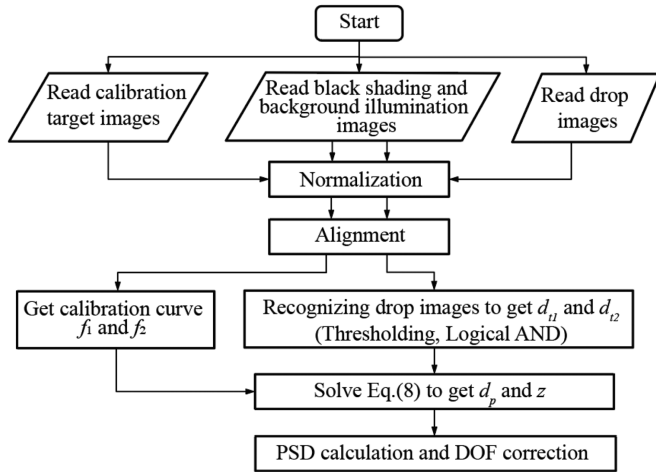 Start
Read calibration
target images
Read black shading and
background illumination
images
Read drop
images
Normalization
Alignment
Get calibration curve
f₁ and f₂
Recognizing drop images to get dₜ₁ and dₜ₂
(Thresholding, Logical AND)
Solve Eq.(8) to get dₚ and z
PSD calculation and DOF correction